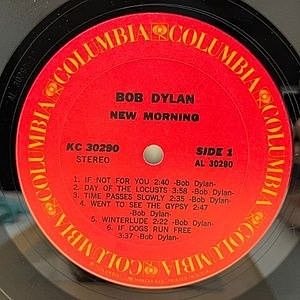 COLUMBIA COLUMBIA COLUMBIA COLUMBIA COLUMBIA COLUMBIA
BOB DYLAN
NEW MORNING
KC 30290
STEREO
SIDE 1
AL 30290
1. IF NOT FOR YOU 2:40 -Bob Dylan-
2. DAY OF THE LOCUSTS 3:58 -Bob Dylan-
3. TIME PASSES SLOWLY 2:35 -Bob Dylan-
4. WENT TO SEE THE GYPSY 2:47
-Bob Dylan-
5. WINTERLUDE 2:22 -Bob Dylan-
6. IF DOGS RUN FREE
3:37 -Bob Dylan-